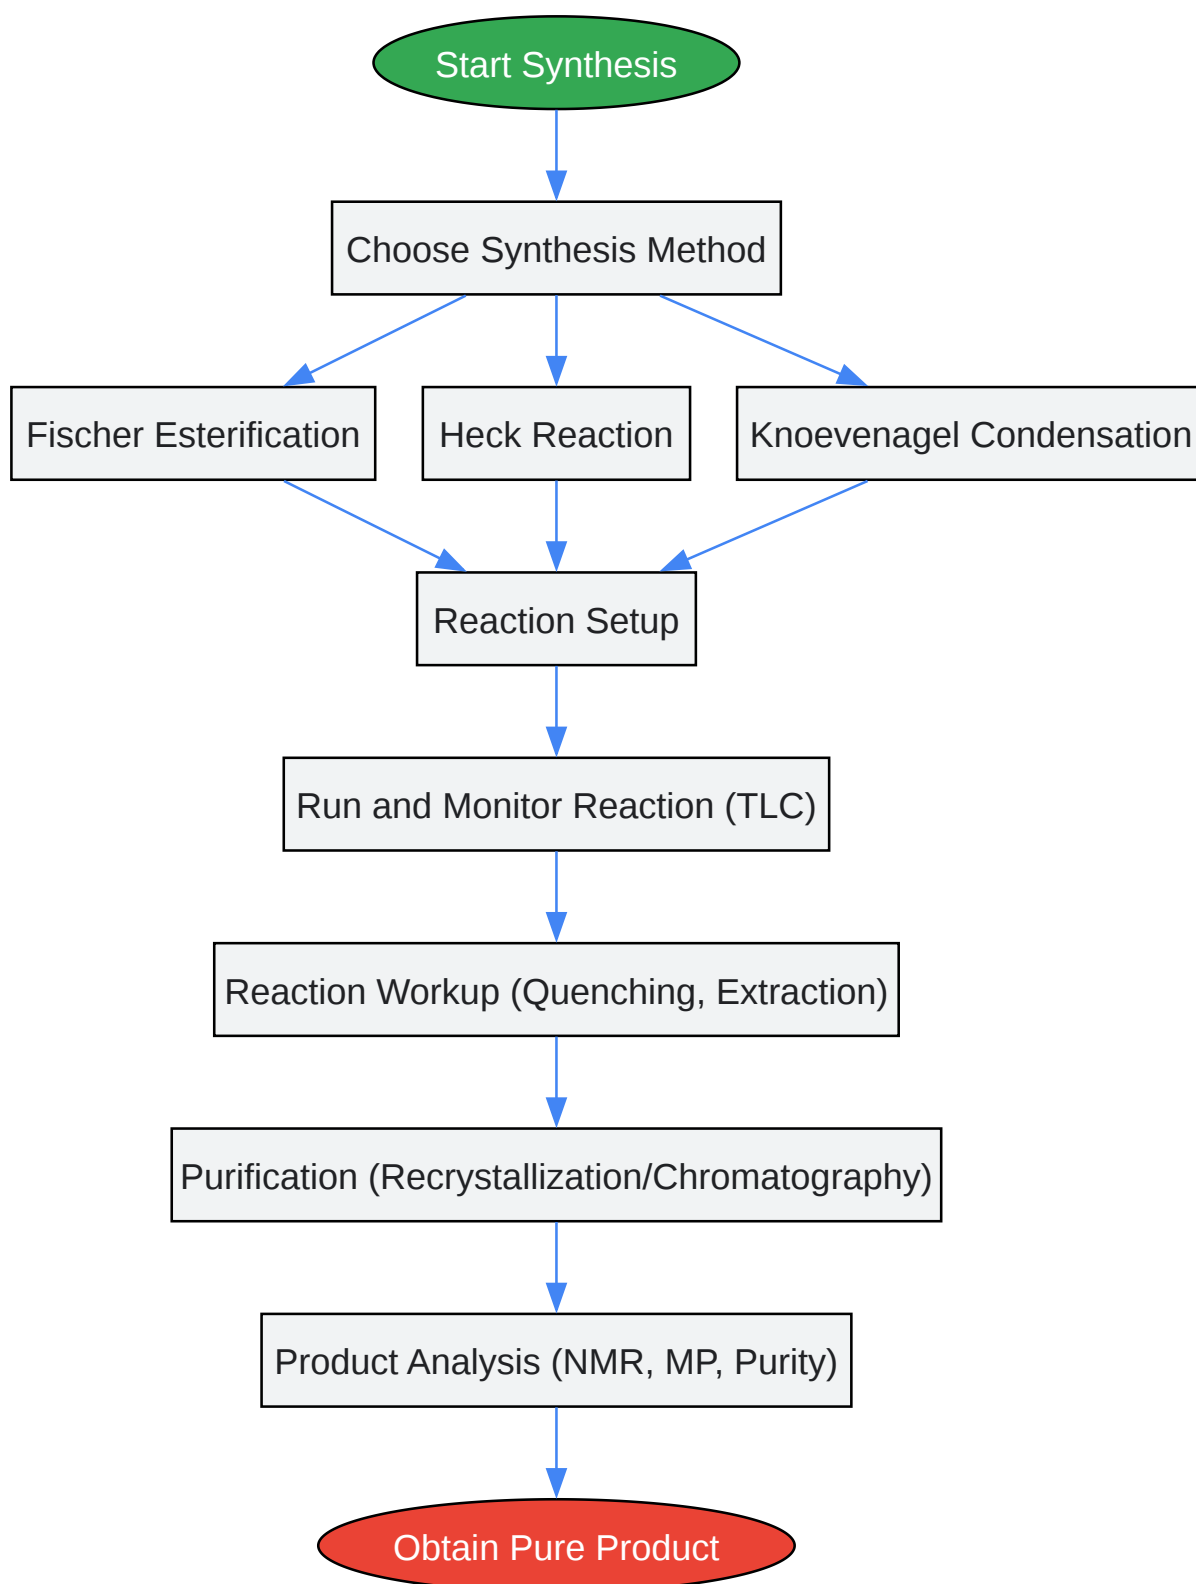 Start Synthesis
Choose Synthesis Method
Fischer Esterification
Heck Reaction
Knoevenagel Condensation
Reaction Setup
Run and Monitor Reaction (TLC)
Reaction Workup (Quenching, Extraction)
Purification (Recrystallization/Chromatography)
Product Analysis (NMR, MP, Purity)
Obtain Pure Product